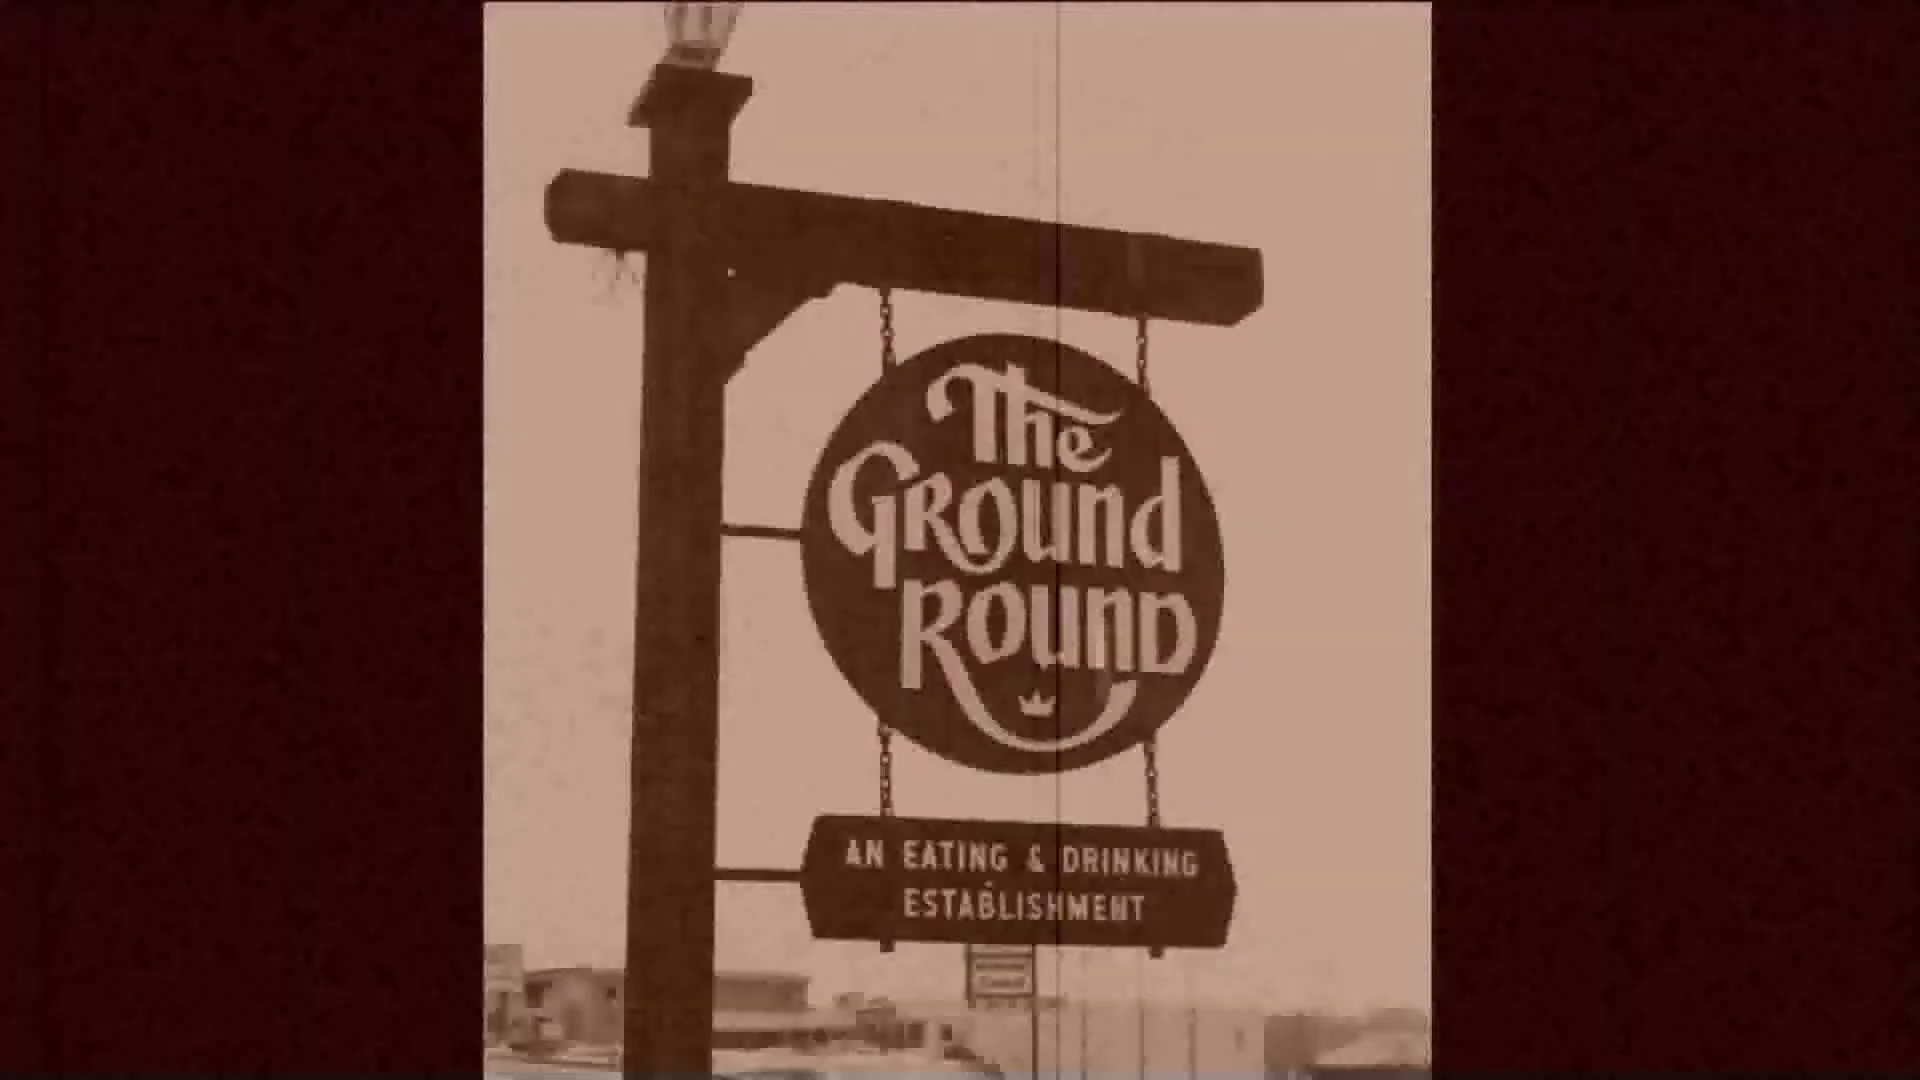 The
Ground
Round
AN EATING & DRINKING
ESTABLISHMENT